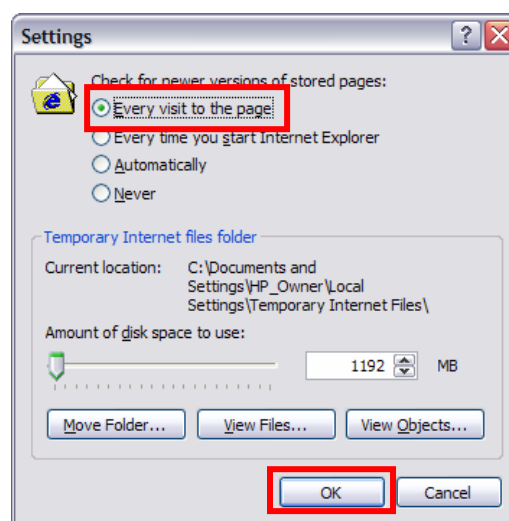 Settings
?
Check for newer versions of stored pages:
Every visit to the page
Every time you start Internet Explorer
Automatically
Never
Temporary Internet files folder
Current location: C:\Documents and
Settings\HP_Owner\Local
Settings\Temporary Internet Files\
Amount of disk space to use:
1192 MB
Move Folder... View Files... View Objects...
OK Cancel